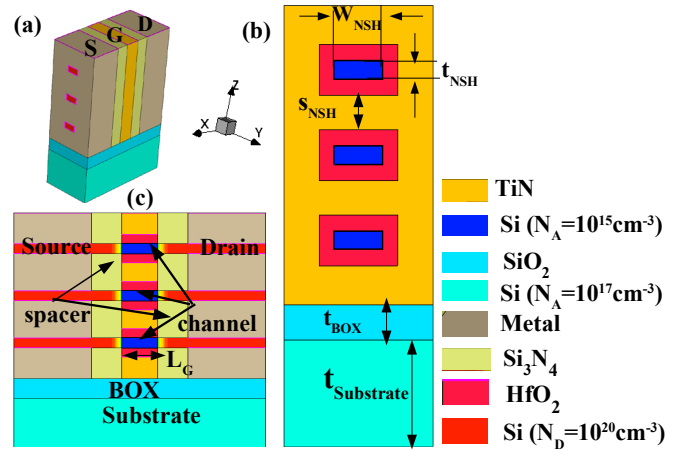 (a)
S G D
Z
X Y
(b)
W_NSH
t_NSH
s_NSH
t_BOX
t_Substrate
(c)
Source Drain
spacer channel
L_G
BOX
Substrate
TiN
Si (N_A=10^15cm^-3)
SiO_2
Si (N_A=10^17cm^-3)
Metal
Si_3N_4
HfO_2
Si (N_D=10^20cm^-3)